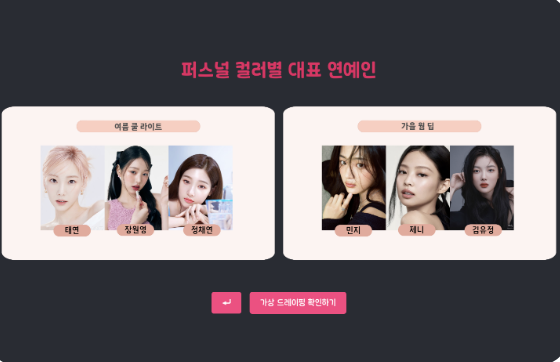 퍼스널 컬러별 대표 연예인
여름 쿨 라이트
가을 웜 딥
태연
장원영
정채연
민지
제니
김유정
가상 드레이핑 확인하기